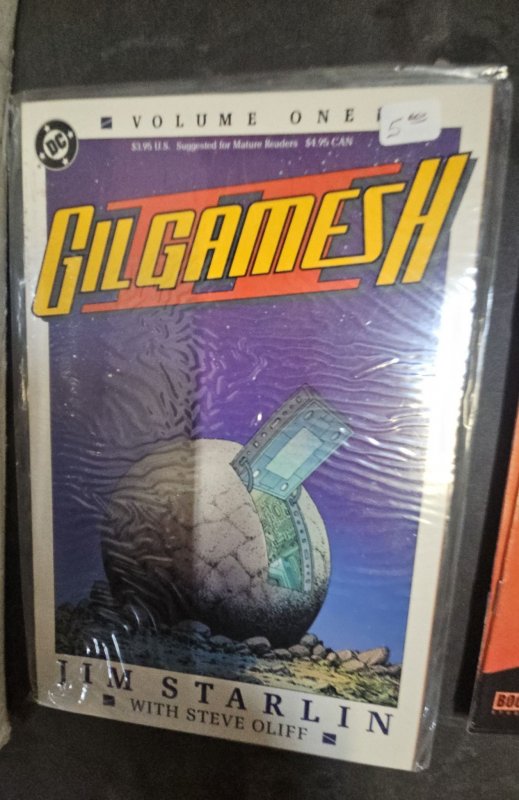 VOLUME ONE
5.00
DC
$3.95 U.S. Suggested for Mature Readers $4.95 CAN
GILGAMESH
II
JIM STARLIN
WITH STEVE OLIFF